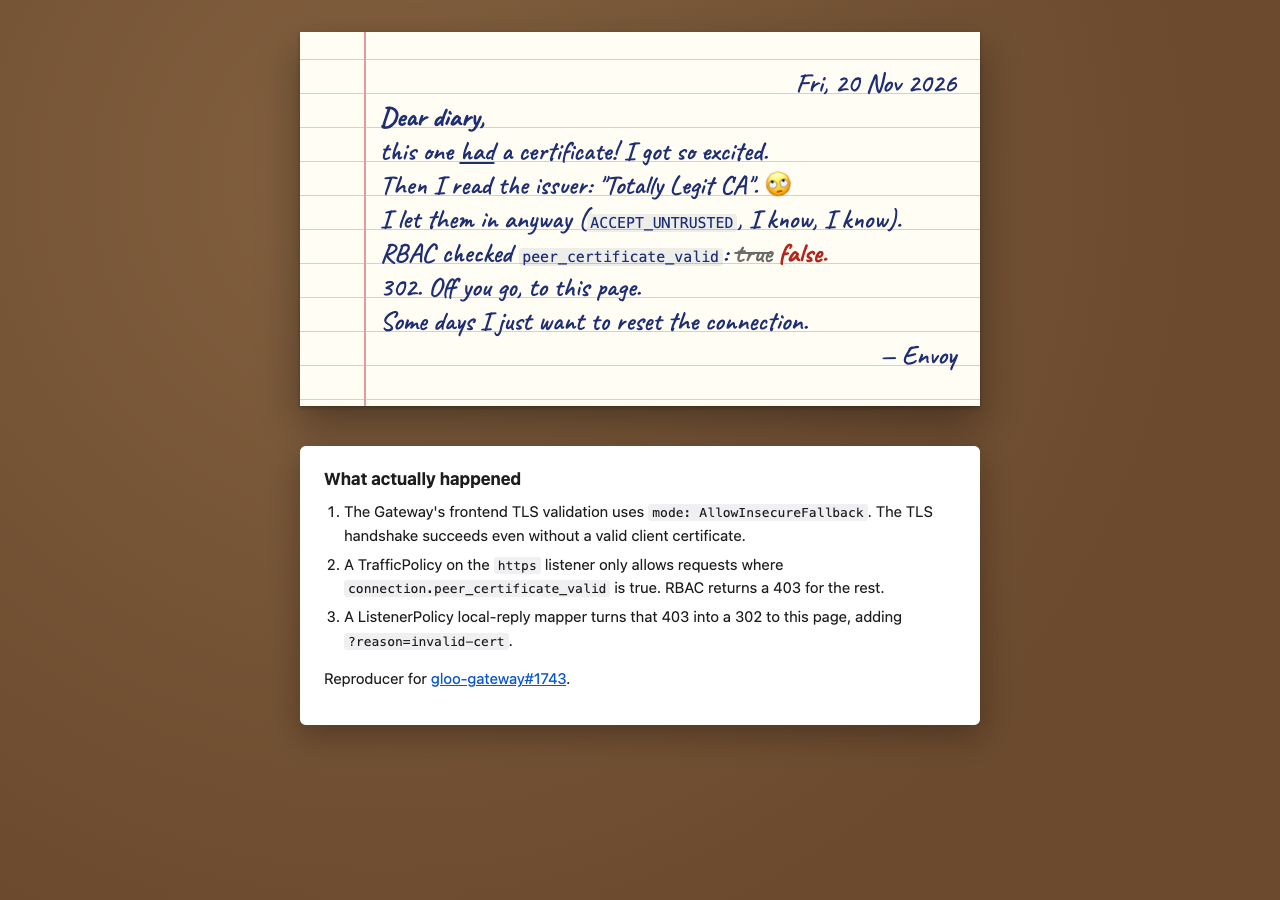 Fri, 20 Nov 2026
Dear diary,
this one had a certificate! I got so excited.
Then I read the issuer: "Totally Legit CA". 🙄
I let them in anyway (ACCEPT_UNTRUSTED, I know, I know).
RBAC checked peer_certificate_valid: true false.
302. Off you go, to this page.
Some days I just want to reset the connection.
— Envoy
What actually happened
1. The Gateway's frontend TLS validation uses mode: AllowInsecureFallback. The TLS
handshake succeeds even without a valid client certificate.
2. A TrafficPolicy on the https listener only allows requests where
connection.peer_certificate_valid is true. RBAC returns a 403 for the rest.
3. A ListenerPolicy local-reply mapper turns that 403 into a 302 to this page, adding
?reason=invalid-cert.
Reproducer for gloo-gateway#1743.